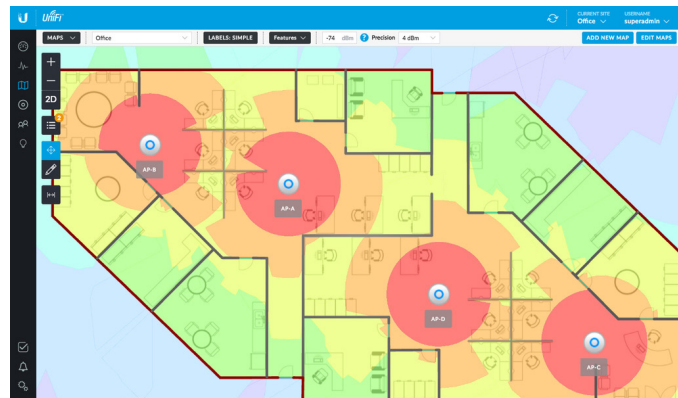 U UniFi CURRENT SITE USERNAME
Office superadmin
MAPS Office LABELS: SIMPLE Features -74 dBm ? Precision 4 dBm ADD NEW MAP EDIT MAPS
+
−
2D
2
AP-B
AP-A
AP-D
AP-C